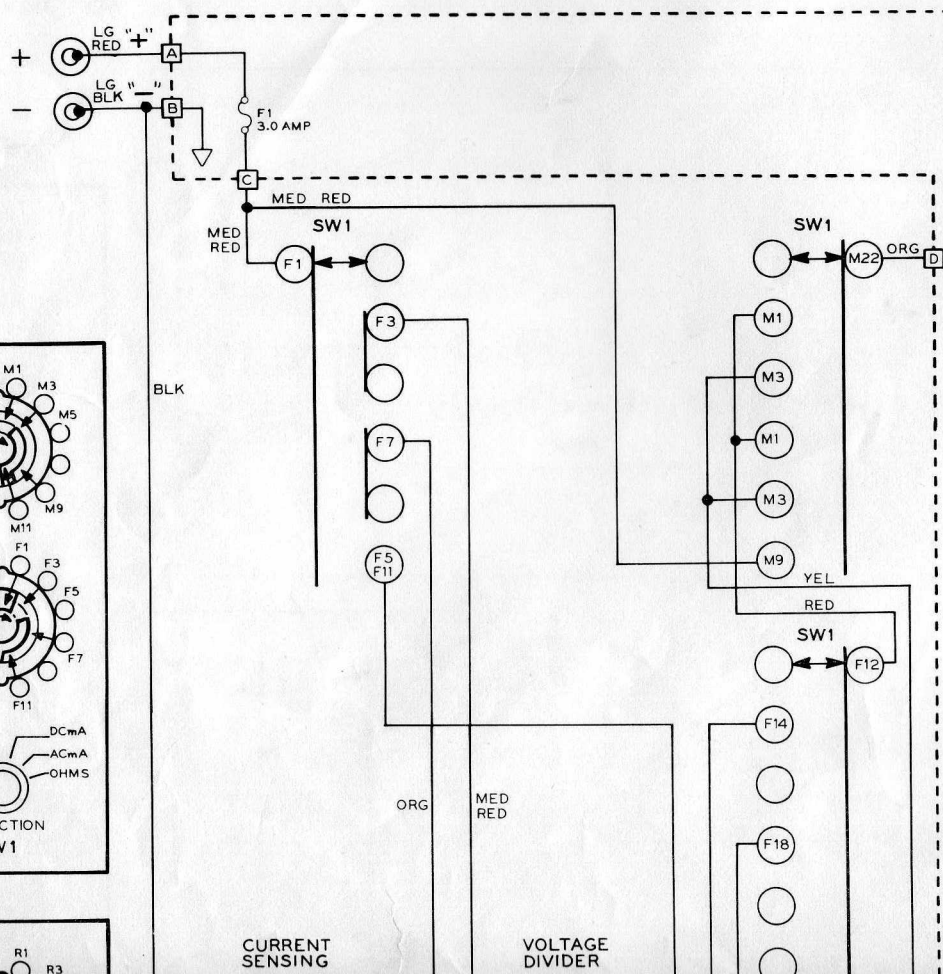 +
LG "+"
RED
A
−
LG "—"
BLK
B
F1
3.0 AMP
C
MED RED
MED
RED
SW1
F1
F3
F7
F5
F11
BLK
SW1
M22
ORG
D
M1
M3
M1
M3
M9
YEL
RED
SW1
F12
F14
F18
M1
M3
M5
M9
M11
F1
F3
F5
F7
F11
DCmA
ACmA
OHMS
CTION
V1
ORG
MED
RED
R1
R3
CURRENT
SENSING
VOLTAGE
DIVIDER